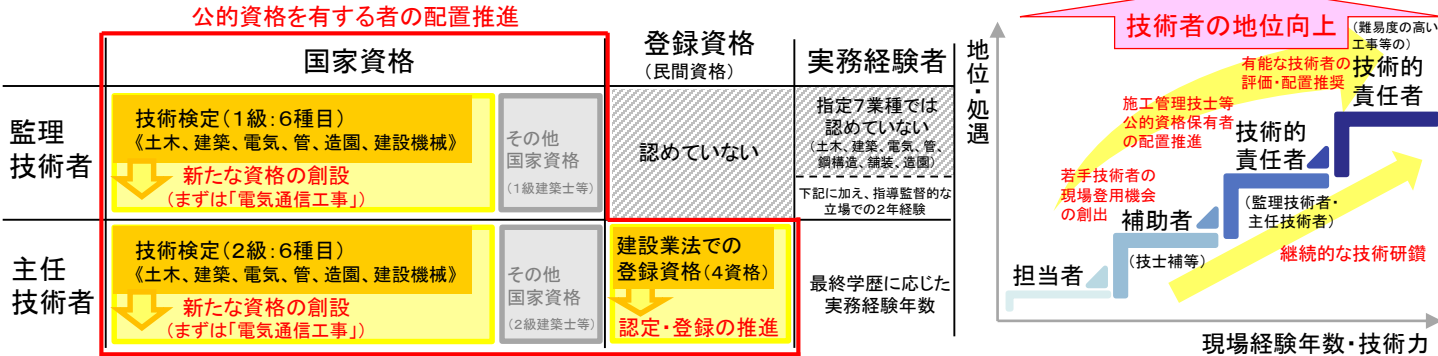 公的資格を有する者の配置推進
国家資格
登録資格
(民間資格)
実務経験者
監理
技術者
技術検定(1級:6種目)
《土木、建築、電気、管、造園、建設機械》
新たな資格の創設
(まずは「電気通信工事」)
その他
国家資格
(1級建築士等)
認めていない
指定7業種では
認めていない
(土木、建築、電気、管、
鋼構造、舗装、造園)
下記に加え、指導監督的な
立場での2年経験
主任
技術者
技術検定(2級:6種目)
《土木、建築、電気、管、造園、建設機械》
新たな資格の創設
(まずは「電気通信工事」)
その他
国家資格
(2級建築士等)
建設業法での
登録資格(4資格)
認定・登録の推進
最終学歴に応じた
実務経験年数
地位・処遇
技術者の地位向上
(難易度の高い
工事等の)
技術的
責任者
有能な技術者の
評価・配置推奨
施工管理技士等
公的資格保有者
の配置推進
技術的
責任者
(監理技術者・
主任技術者)
若手技術者の
現場登用機会
の創出
補助者
(技士補等)
担当者
継続的な技術研鑽
現場経験年数・技術力